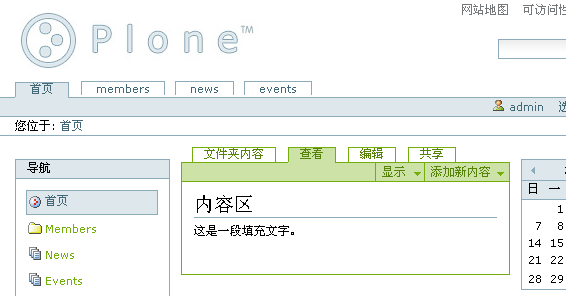 网站地图 可访问性
Plone™
首页 members news events
admin
您位于: 首页
导航
首页
Members
News
Events
文件夹内容 查看 编辑 共享
显示 添加新内容
内容区
这是一段填充文字。
日 一
1
7 8
14 15
21 22
28 29